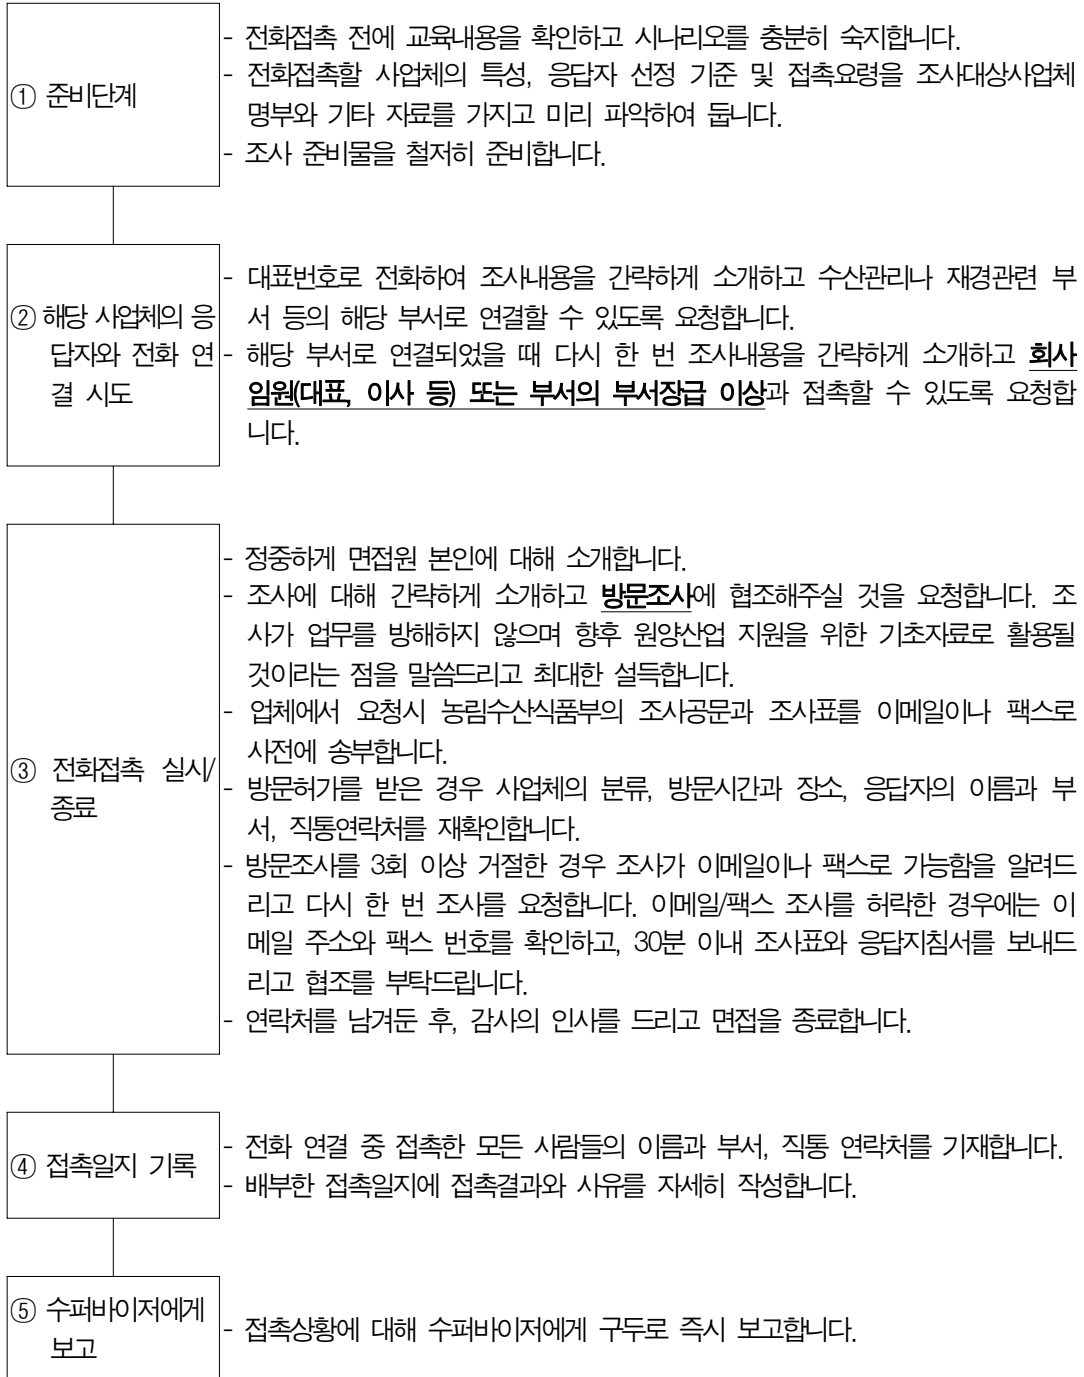 ① 준비단계
- 전화접촉 전에 교육내용을 확인하고 시나리오를 충분히 숙지합니다.
- 전화접촉할 사업체의 특성, 응답자 선정 기준 및 접촉요령을 조사대상사업체
명부와 기타 자료를 가지고 미리 파악하여 둡니다.
- 조사 준비물을 철저히 준비합니다.
② 해당 사업체의 응
답자와 전화 연
결 시도
- 대표번호로 전화하여 조사내용을 간략하게 소개하고 수산관리나 재경관련 부
서 등의 해당 부서로 연결할 수 있도록 요청합니다.
- 해당 부서로 연결되었을 때 다시 한 번 조사내용을 간략하게 소개하고 회사
임원(대표, 이사 등) 또는 부서의 부서장급 이상과 접촉할 수 있도록 요청합
니다.
③ 전화접촉 실시/
종료
- 정중하게 면접원 본인에 대해 소개합니다.
- 조사에 대해 간략하게 소개하고 방문조사에 협조해주실 것을 요청합니다. 조
사가 업무를 방해하지 않으며 향후 원양산업 지원을 위한 기초자료로 활용될
것이라는 점을 말씀드리고 최대한 설득합니다.
- 업체에서 요청시 농림수산식품부의 조사공문과 조사표를 이메일이나 팩스로
사전에 송부합니다.
- 방문허가를 받은 경우 사업체의 분류, 방문시간과 장소, 응답자의 이름과 부
서, 직통연락처를 재확인합니다.
- 방문조사를 3회 이상 거절한 경우 조사가 이메일이나 팩스로 가능함을 알려드
리고 다시 한 번 조사를 요청합니다. 이메일/팩스 조사를 허락한 경우에는 이
메일 주소와 팩스 번호를 확인하고, 30분 이내 조사표와 응답지침서를 보내드
리고 협조를 부탁드립니다.
- 연락처를 남겨둔 후, 감사의 인사를 드리고 면접을 종료합니다.
④ 접촉일지 기록
- 전화 연결 중 접촉한 모든 사람들의 이름과 부서, 직통 연락처를 기재합니다.
- 배부한 접촉일지에 접촉결과와 사유를 자세히 작성합니다.
⑤ 수퍼바이저에게
보고
- 접촉상황에 대해 수퍼바이저에게 구두로 즉시 보고합니다.